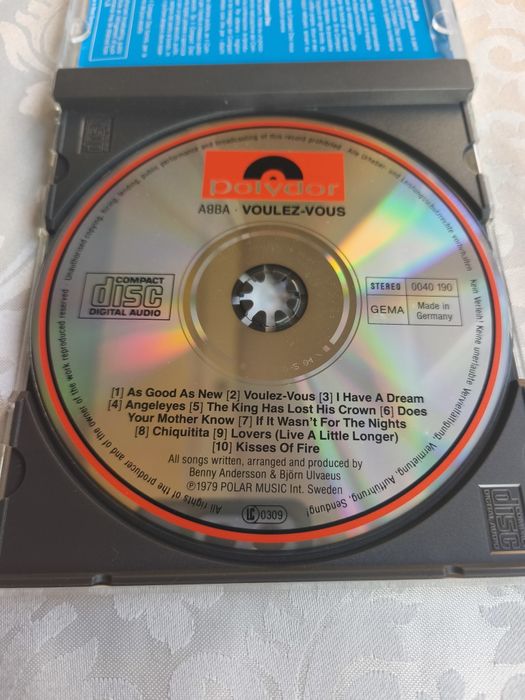 polydor
ABBA · VOULEZ-VOUS
COMPACT
disc
DIGITAL AUDIO
STEREO 0040 190
GEMA Made in
Germany
[1] As Good As New [2] Voulez-Vous [3] I Have A Dream
[4] Angeleyes [5] The King Has Lost His Crown [6] Does
Your Mother Know [7] If It Wasn't For The Nights
[8] Chiquitita [9] Lovers (Live A Little Longer)
[10] Kisses Of Fire
All songs written, arranged and produced by
Benny Andersson & Björn Ulvaeus
℗1979 POLAR MUSIC Int. Sweden
LC 0309
All rights of the producer and of the owner of the work reproduced reserved Unauthorised copying, hiring, lending, public performance and broadcasting of this record prohibited · Alle Urheber- und Leistungsschutzrechte vorbehalten Kein Verleih! Keine unerlaubte Vervielfältigung, Vermietung, Aufführung, Sendung!
disc